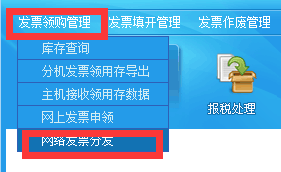 发票领购管理 发票填开管理 发票作废管理
库存查询
分机发票领用存导出
主机接收领用存数据
网上发票申领
网络发票分发
报税处理